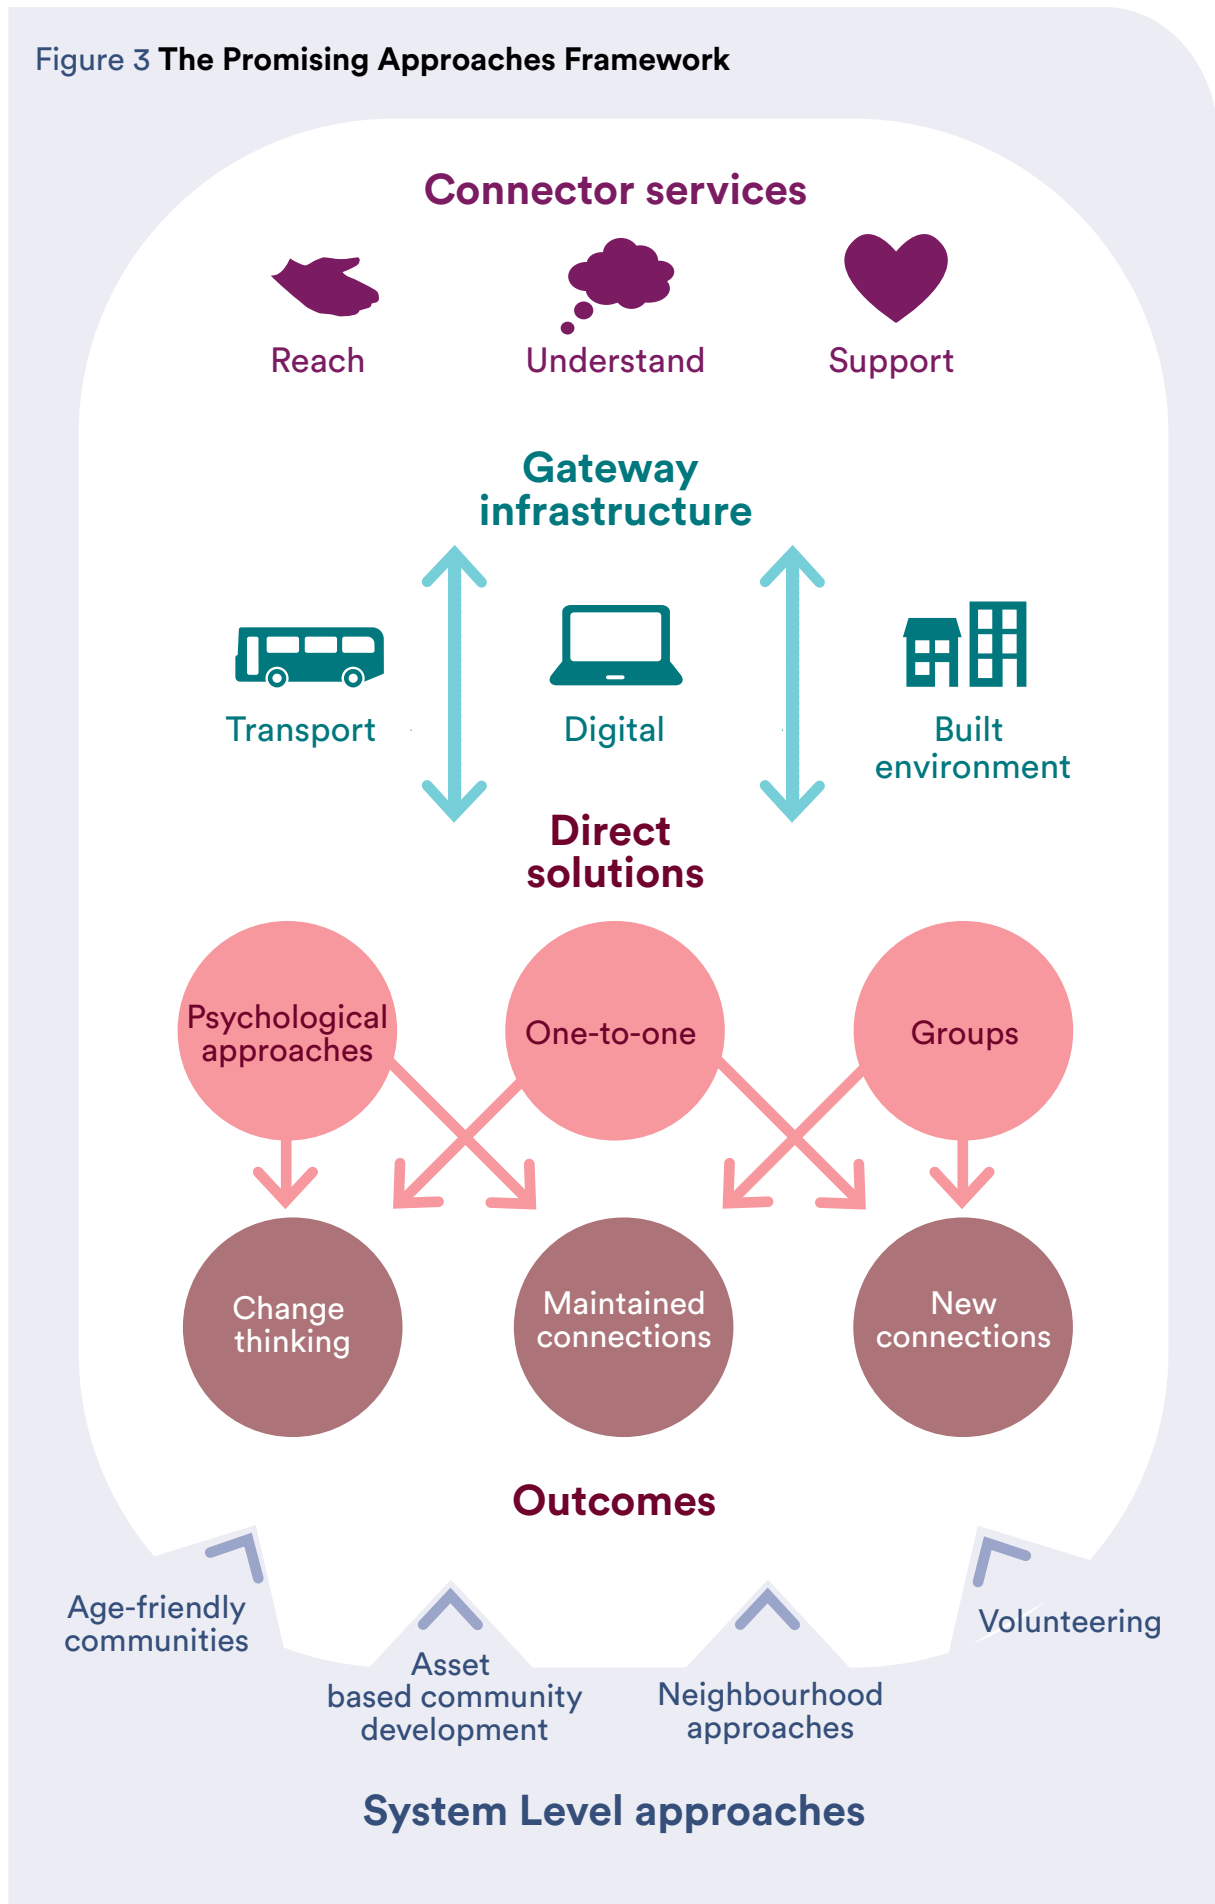 Figure 3 The Promising Approaches Framework
Connector services
Reach
Understand
Support
Gateway
infrastructure
Transport
Digital
Built
environment
Direct
solutions
Psychological
approaches
One-to-one
Groups
Change
thinking
Maintained
connections
New
connections
Outcomes
Age-friendly
communities
Asset
based community
development
Neighbourhood
approaches
Volunteering
System Level approaches